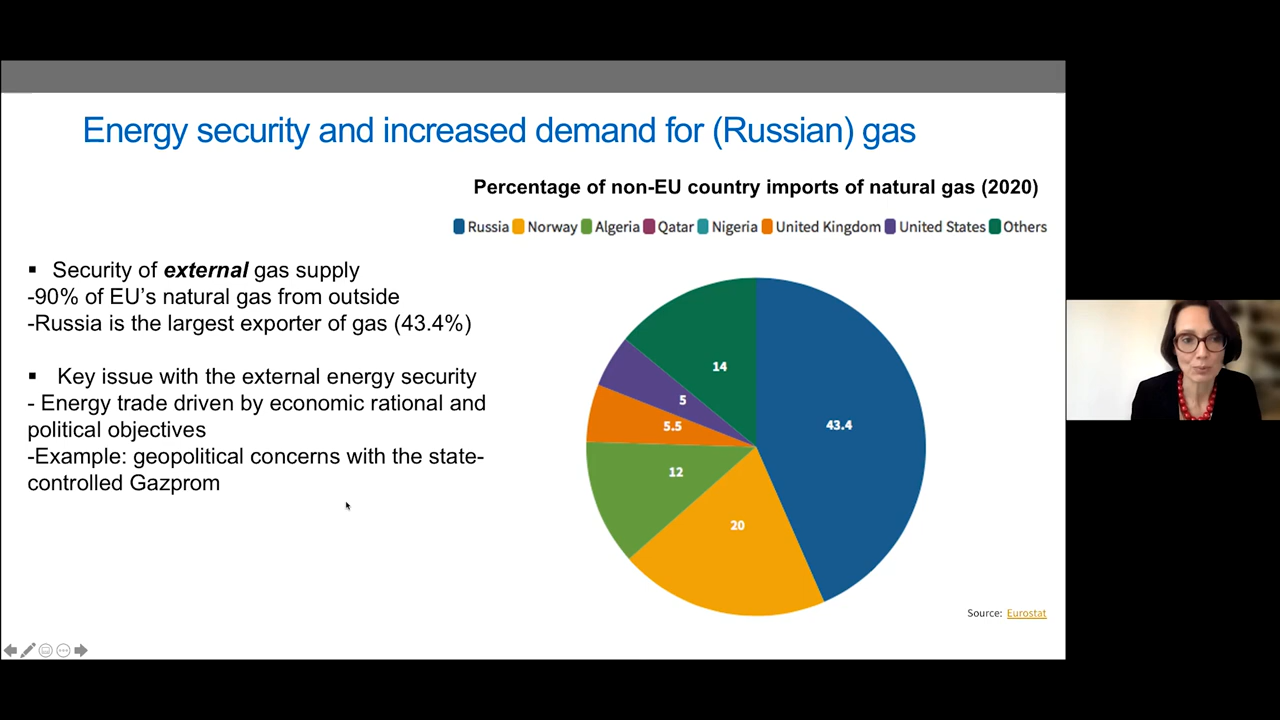 Energy security and increased demand for (Russian) gas
Percentage of non-EU country imports of natural gas (2020)
Russia Norway Algeria Qatar Nigeria United Kingdom United States Others
▪ Security of external gas supply
-90% of EU’s natural gas from outside
-Russia is the largest exporter of gas (43.4%)
▪ Key issue with the external energy security
- Energy trade driven by economic rational and
political objectives
-Example: geopolitical concerns with the state-
controlled Gazprom
14
5
5.5
12
20
43.4
Source: Eurostat